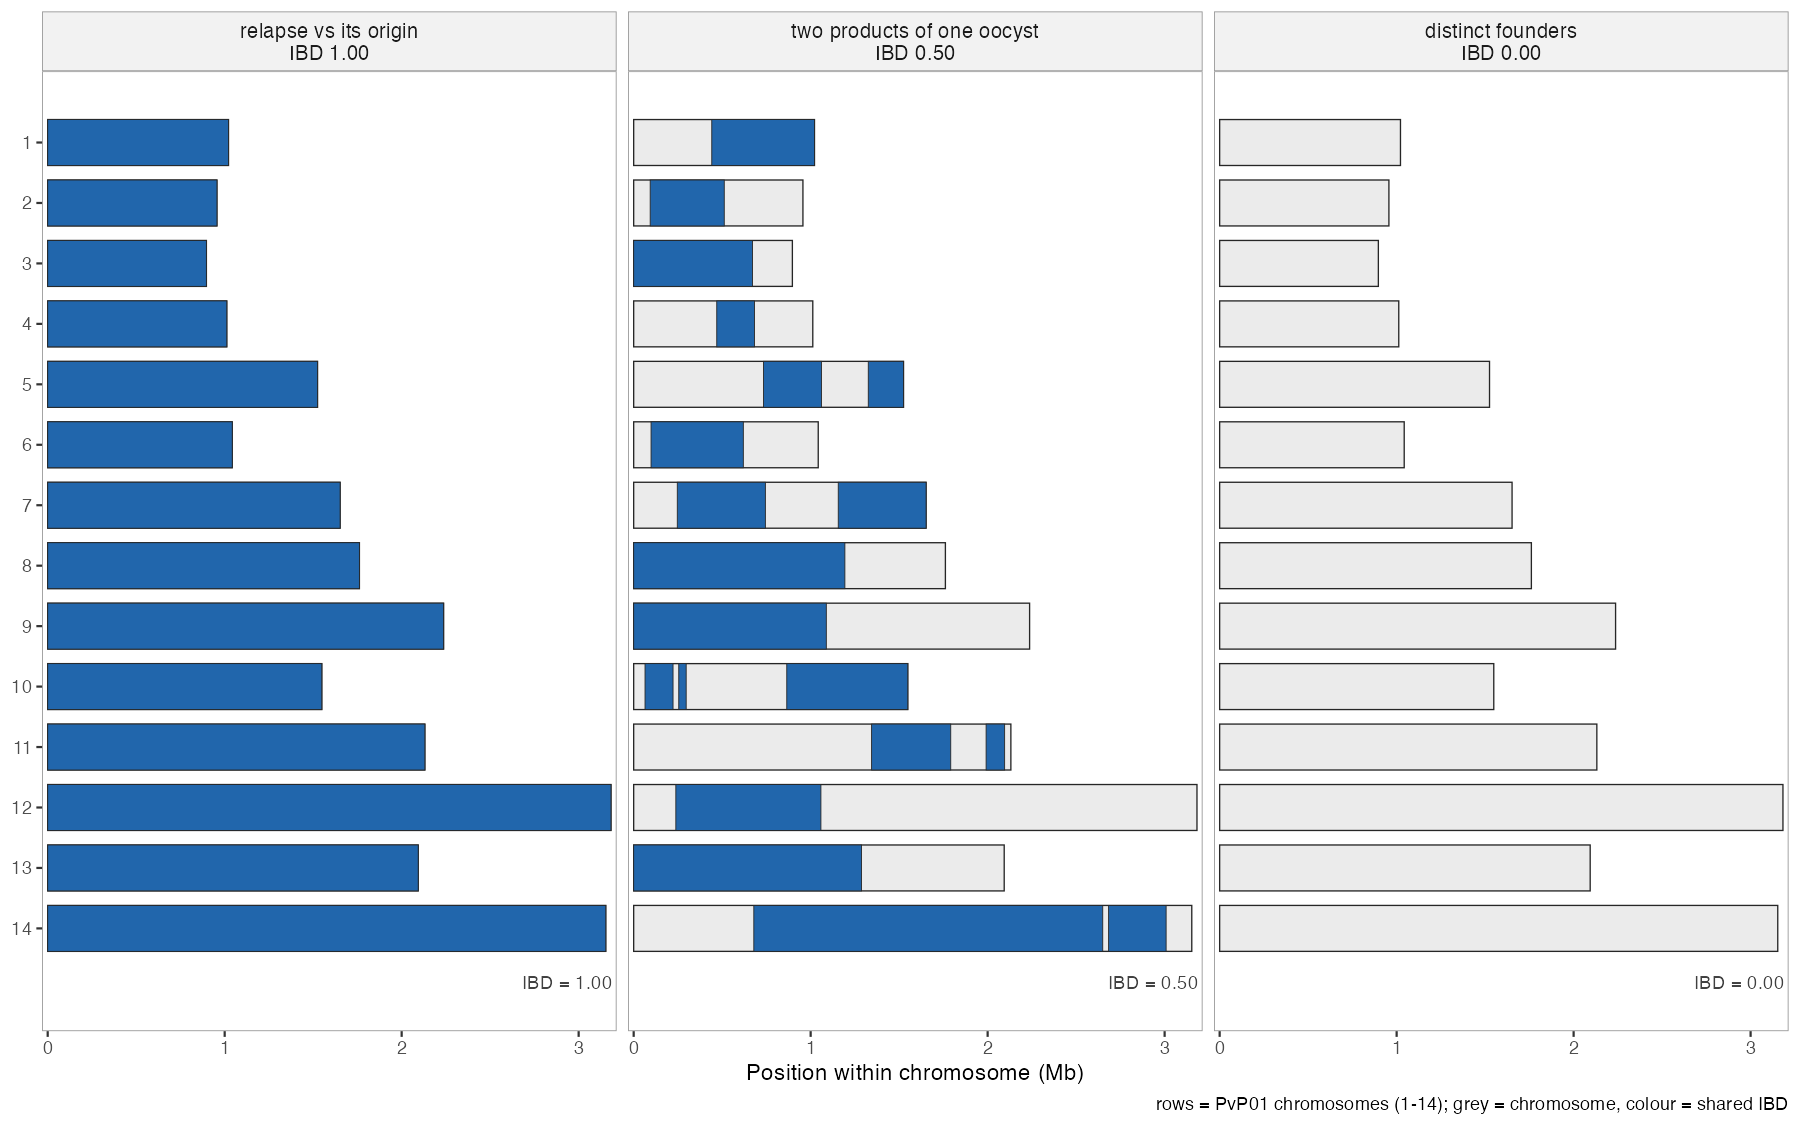 relapse vs its origin
IBD 1.00
two products of one oocyst
IBD 0.50
distinct founders
IBD 0.00
1
2
3
4
5
6
7
8
9
10
11
12
13
14
IBD = 1.00
IBD = 0.50
IBD = 0.00
0 1 2 3
0 1 2 3
0 1 2 3
Position within chromosome (Mb)
rows = PvP01 chromosomes (1-14); grey = chromosome, colour = shared IBD